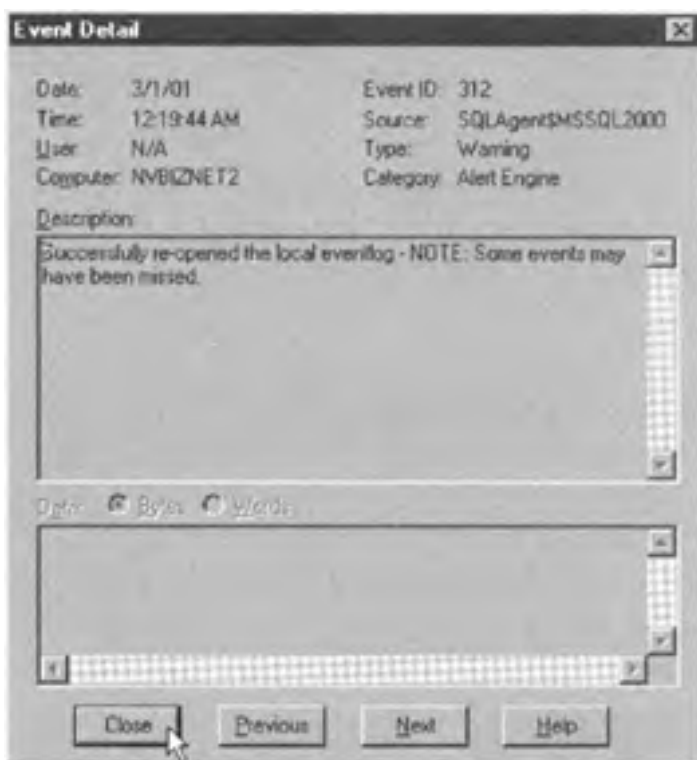 Event Detail
Date: 3/1/01 Event ID: 312
Time: 12:19:44 AM Source: SQLAgent$MSSQL2000
User: N/A Type: Warning
Computer: NVBIZNET2 Category: Alert Engine
Description:
Successfully re-opened the local eventlog - NOTE: Some events may
have been missed.
Data: Bytes Words
Close Previous Next Help